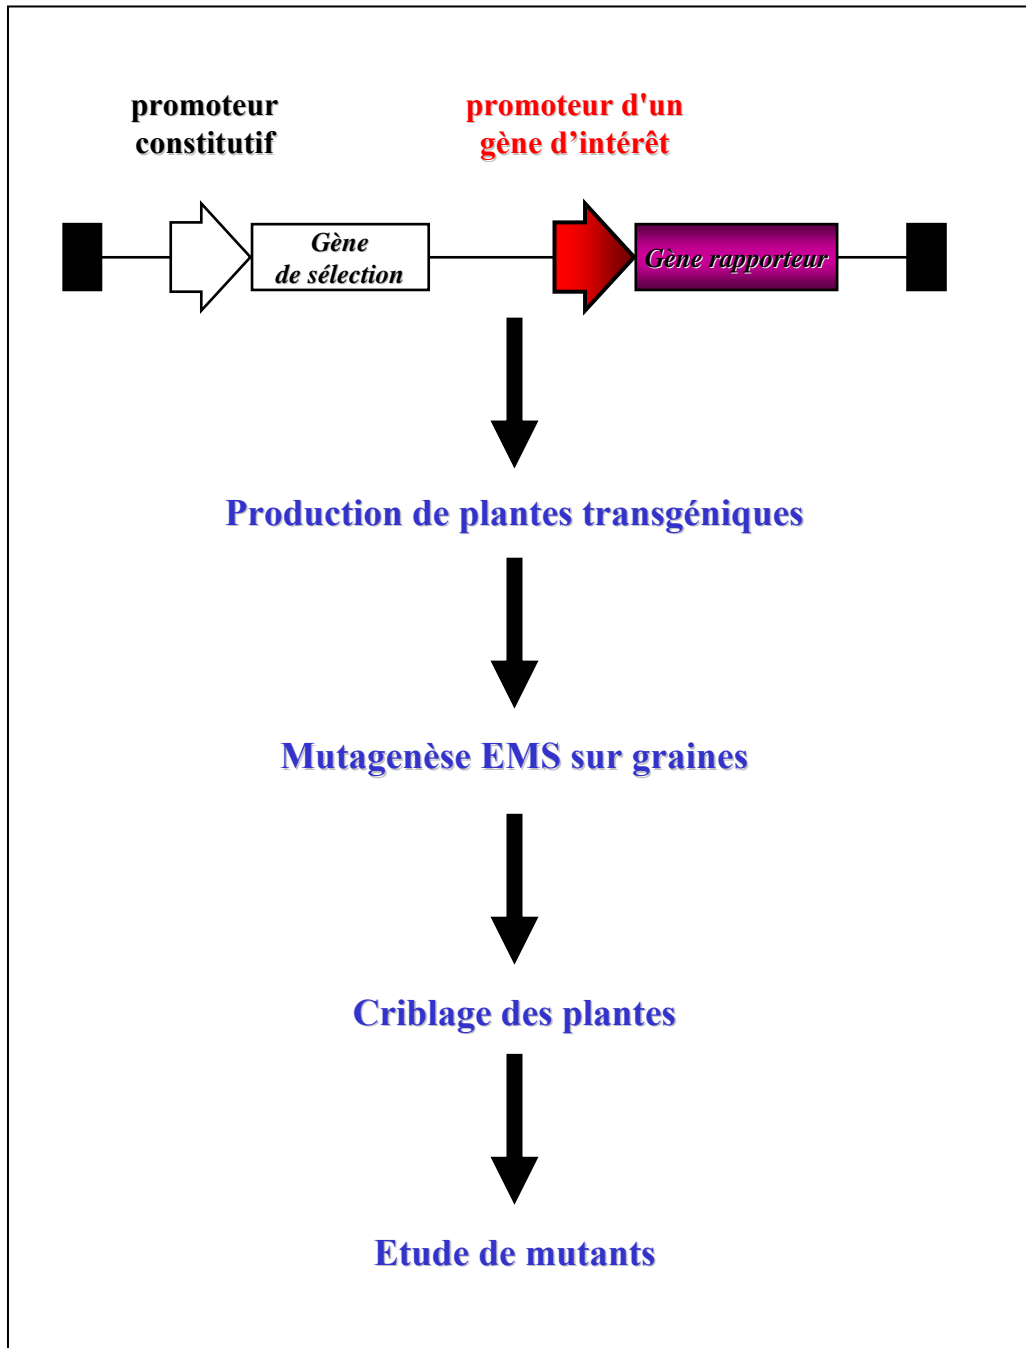 promoteur
constitutif
promoteur d'un
gène d’intérêt
Gène
de sélection
Gène rapporteur
Production de plantes transgéniques
Mutagenèse EMS sur graines
Criblage des plantes
Etude de mutants